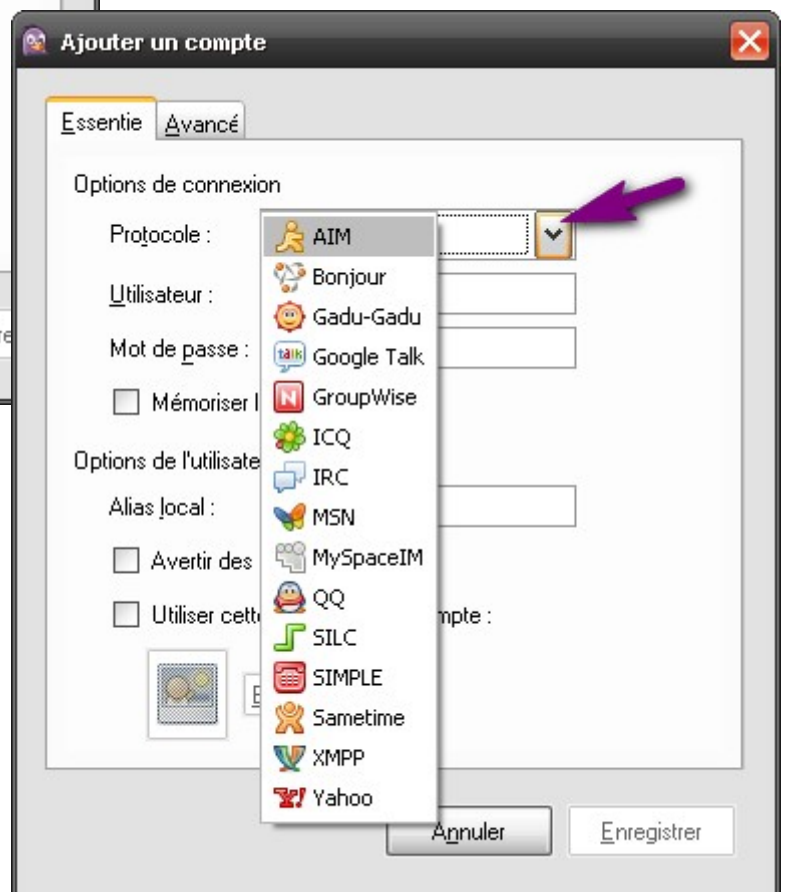 Ajouter un compte
Essentie Avancé
Options de connexion
Protocole :
AIM
Bonjour
Utilisateur :
Gadu-Gadu
Mot de passe :
Google Talk
Mémoriser l
GroupWise
ICQ
Options de l'utilisate
IRC
Alias local :
MSN
Avertir des
MySpaceIM
QQ
Utiliser cette
mpte :
SILC
SIMPLE
Sametime
XMPP
Yahoo
Annuler Enregistrer